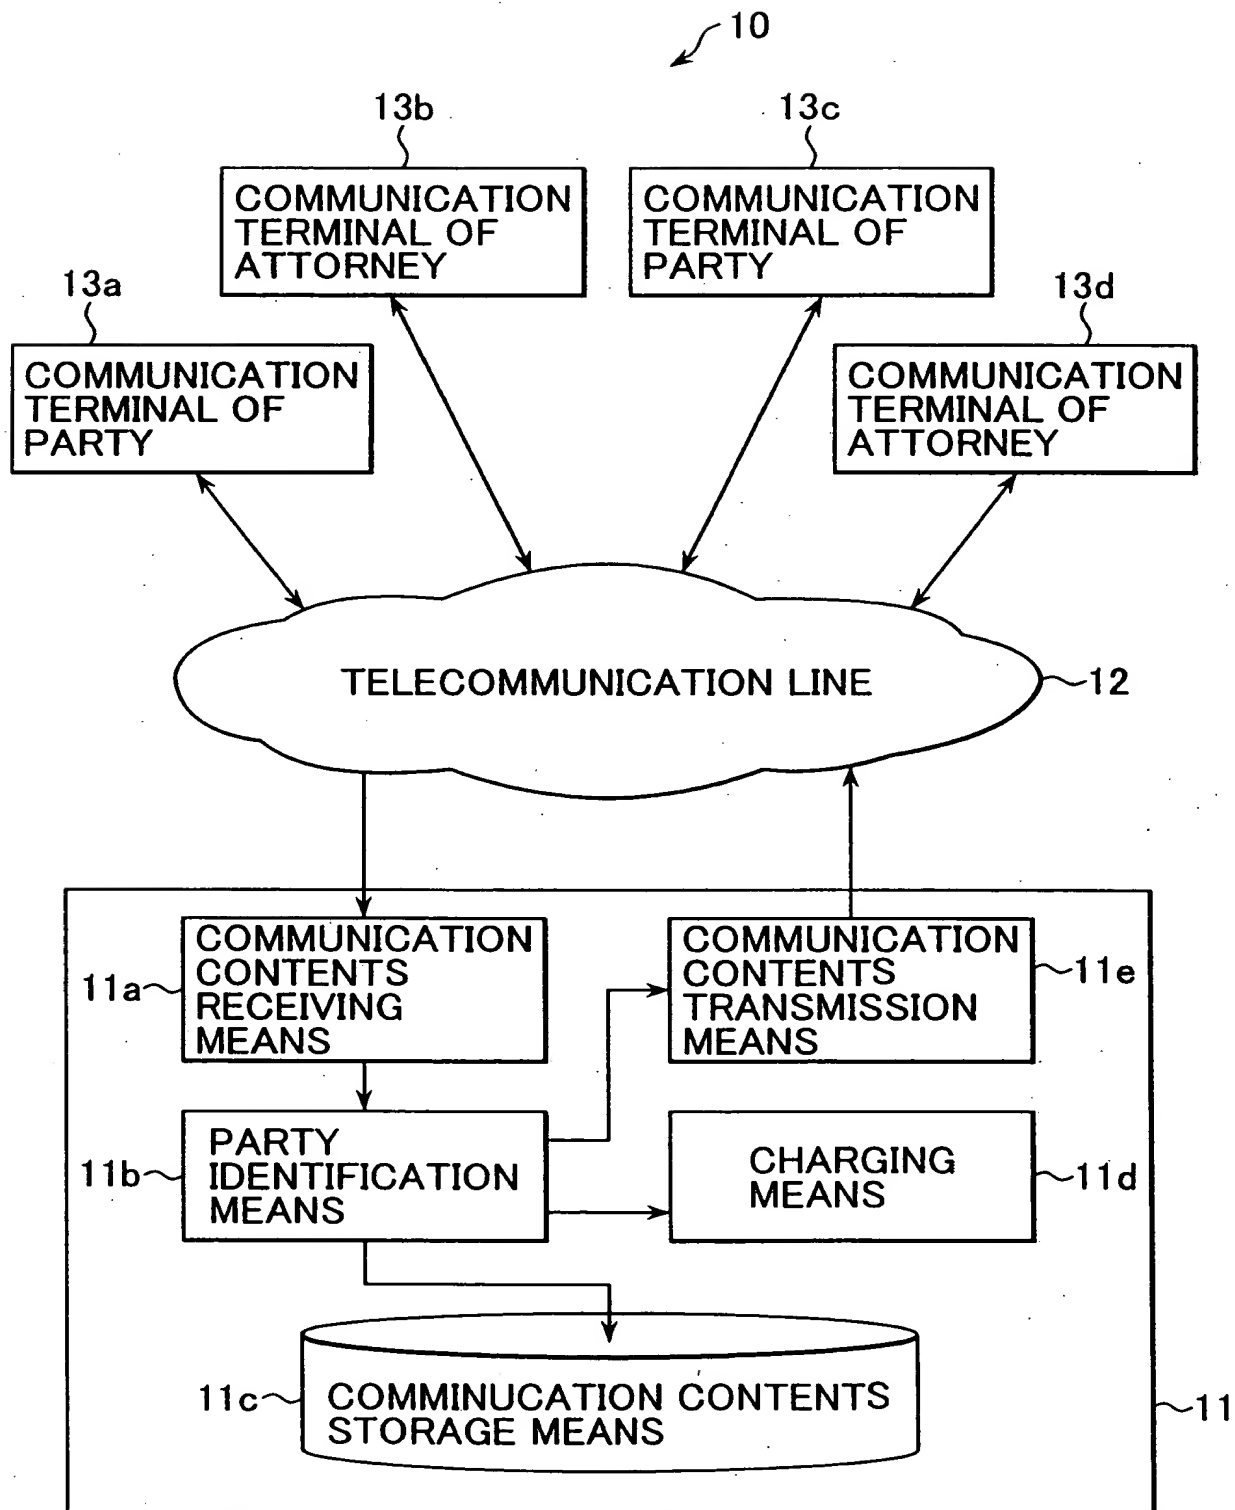 10
13b
13c
COMMUNICATION
TERMINAL OF
ATTORNEY
COMMUNICATION
TERMINAL OF
PARTY
13a
13d
COMMUNICATION
TERMINAL OF
PARTY
COMMUNICATION
TERMINAL OF
ATTORNEY
TELECOMMUNICATION LINE
12
11a
COMMUNICATION
CONTENTS
RECEIVING
MEANS
COMMUNICATION
CONTENTS
TRANSMISSION
MEANS
11e
11b
PARTY
IDENTIFICATION
MEANS
CHARGING
MEANS
11d
11c
COMMINUCATION CONTENTS
STORAGE MEANS
11